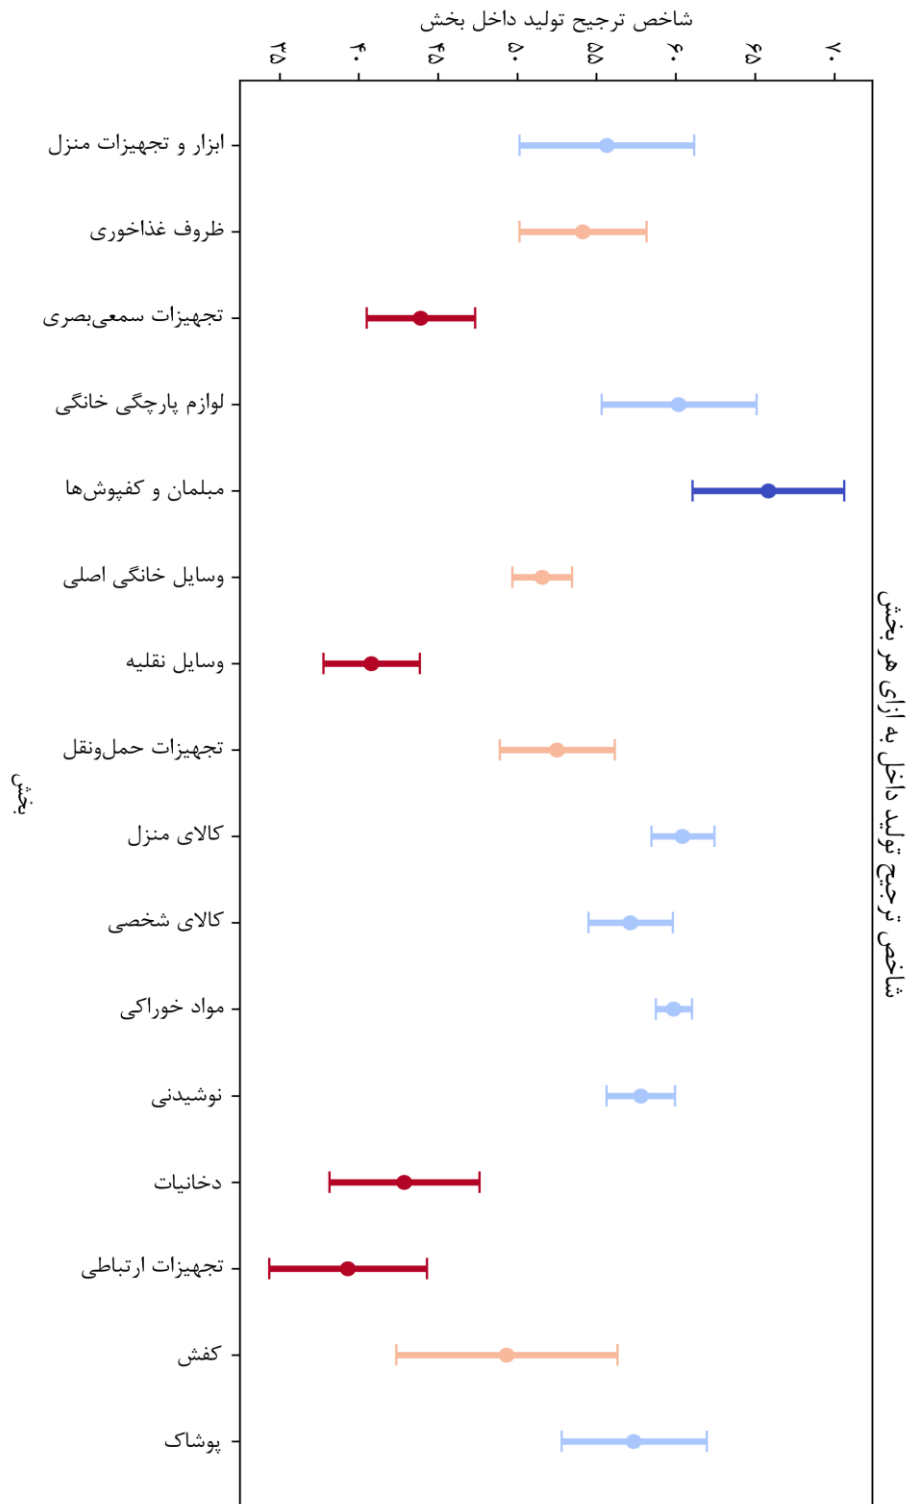 شاخص ترجیح تولید داخل بخش
۳۵
۴۰
۴۵
۵۰
۵۵
۶۰
۶۵
۷۰
ابزار و تجهیزات منزل
ظروف غذاخوری
تجهیزات سمعی‌بصری
لوازم پارچگی خانگی
مبلمان و کفپوش‌ها
وسایل خانگی اصلی
وسایل نقلیه
تجهیزات حمل‌ونقل
کالای منزل
کالای شخصی
مواد خوراکی
نوشیدنی
دخانیات
تجهیزات ارتباطی
کفش
پوشاک
بخش
شاخص ترجیح تولید داخل به ازای هر بخش